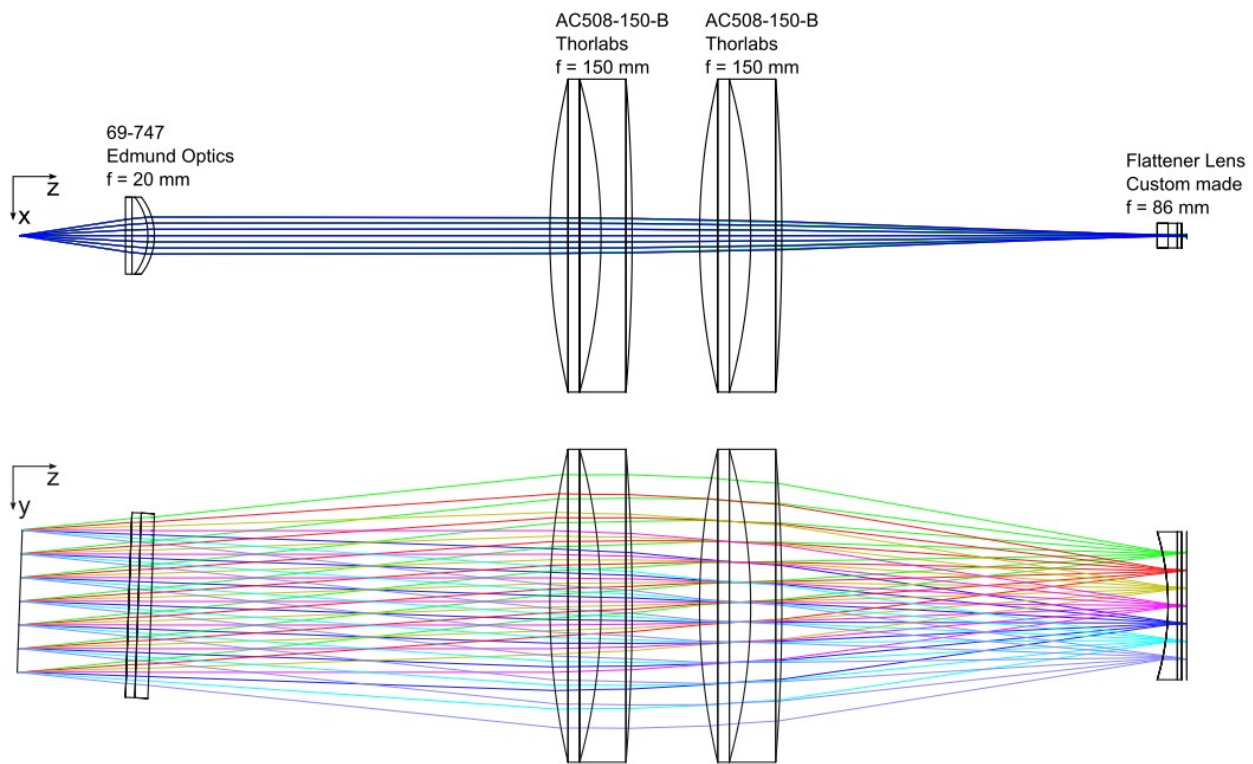 AC508-150-B
Thorlabs
f = 150 mm
AC508-150-B
Thorlabs
f = 150 mm
69-747
Edmund Optics
f = 20 mm
Flattener Lens
Custom made
f = 86 mm
z
x
z
y